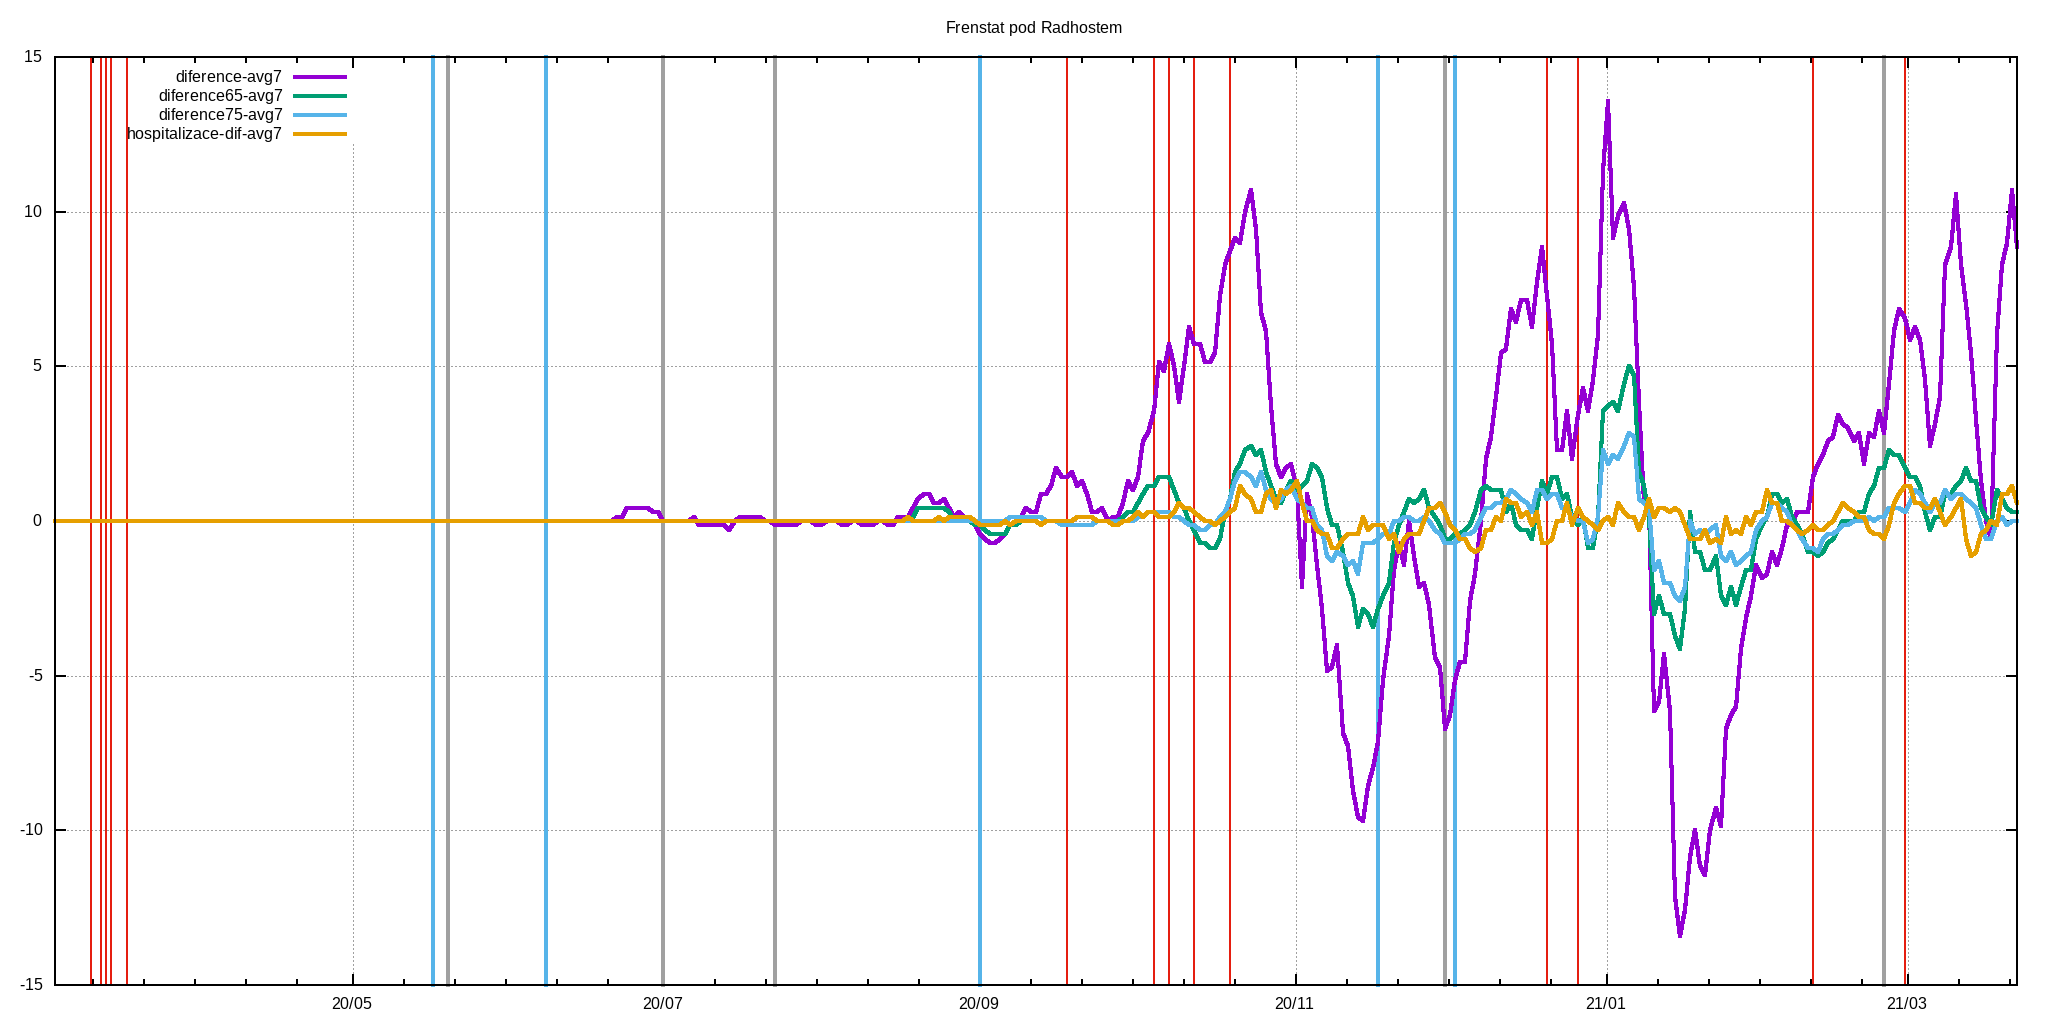 Frenstat pod Radhostem
15
diference-avg7
diference65-avg7
diference75-avg7
hospitalizace-dif-avg7
10
5
0
-5
-10
-15
20/05 20/07 20/09 20/11 21/01 21/03